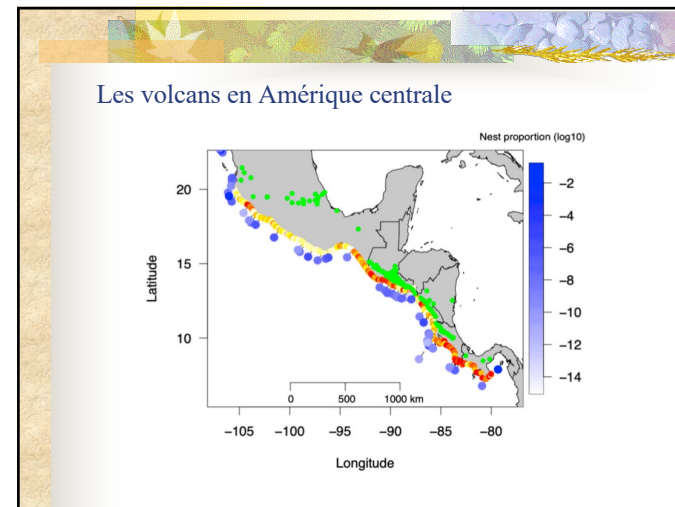 Les volcans en Amérique centrale
Nest proportion (log10)
20
15
10
Latitude
0 500 1000 km
−105 −100 −95 −90 −85 −80
Longitude
−2
−4
−6
−8
−10
−12
−14